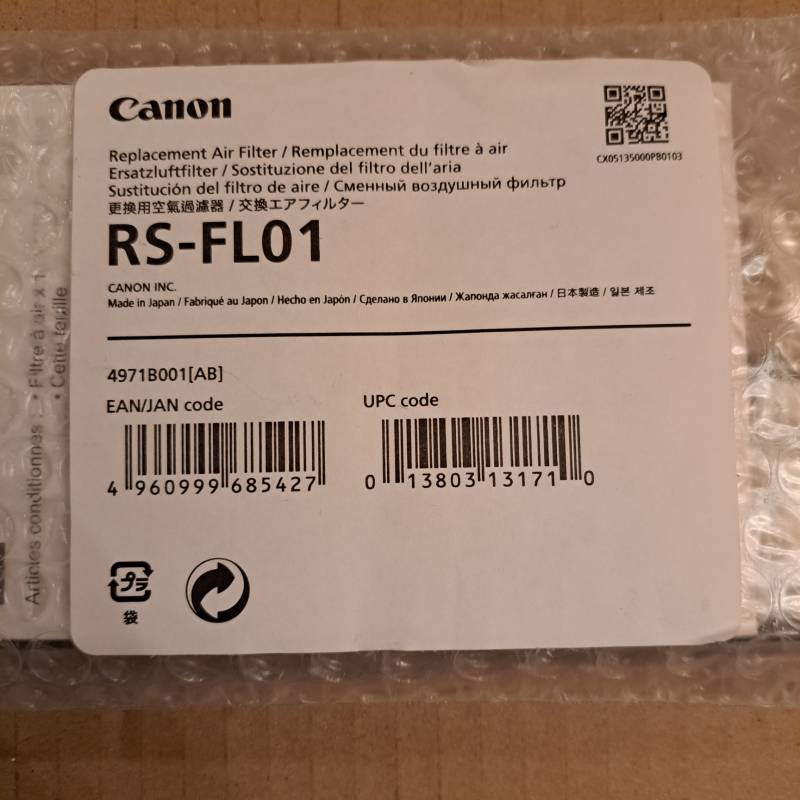 Canon
CX05135000PB0103
Replacement Air Filter / Remplacement du filtre à air
Ersatzluftfilter / Sostituzione del filtro dell'aria
Sustitución del filtro de aire / Сменный воздушный фильтр
更換用空氣過濾器 / 交換エアフィルター
RS-FL01
CANON INC.
Made in Japan / Fabriqué au Japon / Hecho en Japón / Сделано в Японии / Жапонда жасалған / 日本製造 / 일본 제조
4971B001[AB]
EAN/JAN code
UPC code
4 960999 685427
0 13803 13171 0
プラ
袋
Articles conditionnés : • Filtre à air x 1
• Cette feuille